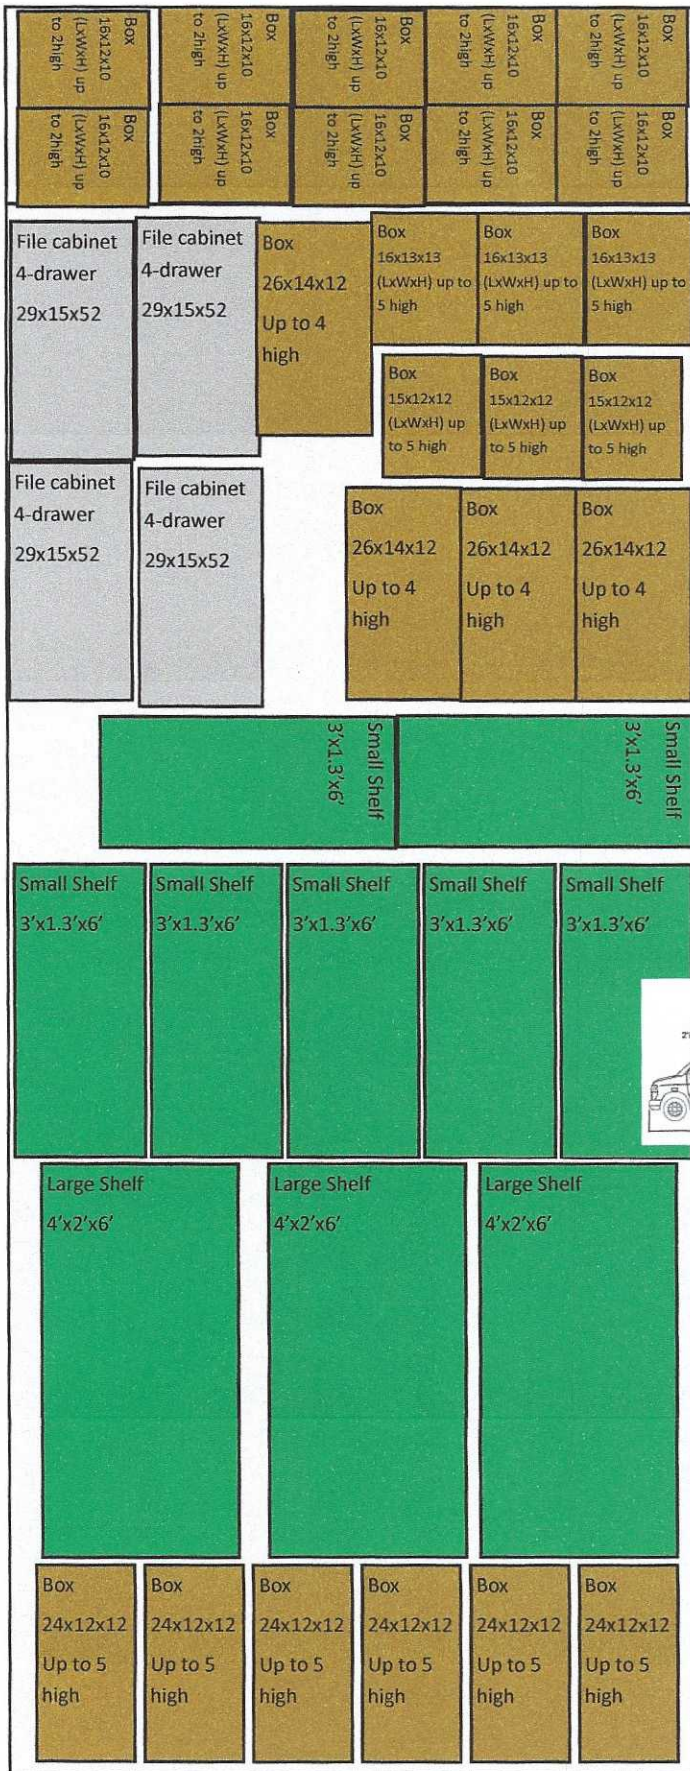 Box
16x12x10
(LxWxH) up
to 2high
Box
16x12x10
(LxWxH) up
to 2high
Box
16x12x10
(LxWxH) up
to 2high
Box
16x12x10
(LxWxH) up
to 2high
Box
16x12x10
(LxWxH) up
to 2high
Box
16x12x10
(LxWxH) up
to 2high
Box
16x12x10
(LxWxH) up
to 2high
Box
16x12x10
(LxWxH) up
to 2high
Box
16x12x10
(LxWxH) up
to 2high
Box
16x12x10
(LxWxH) up
to 2high
File cabinet
4-drawer
29x15x52
File cabinet
4-drawer
29x15x52
Box
26x14x12
Up to 4
high
Box
16x13x13
(LxWxH) up to
5 high
Box
16x13x13
(LxWxH) up to
5 high
Box
16x13x13
(LxWxH) up to
5 high
Box
15x12x12
(LxWxH) up
to 5 high
Box
15x12x12
(LxWxH) up
to 5 high
Box
15x12x12
(LxWxH) up
to 5 high
File cabinet
4-drawer
29x15x52
File cabinet
4-drawer
29x15x52
Box
26x14x12
Up to 4
high
Box
26x14x12
Up to 4
high
Box
26x14x12
Up to 4
high
Small Shelf
3'x1.3'x6'
Small Shelf
3'x1.3'x6'
Small Shelf
3'x1.3'x6'
Small Shelf
3'x1.3'x6'
Small Shelf
3'x1.3'x6'
Small Shelf
3'x1.3'x6'
Small Shelf
3'x1.3'x6'
Large Shelf
4'x2'x6'
Large Shelf
4'x2'x6'
Large Shelf
4'x2'x6'
Box
24x12x12
Up to 5
high
Box
24x12x12
Up to 5
high
Box
24x12x12
Up to 5
high
Box
24x12x12
Up to 5
high
Box
24x12x12
Up to 5
high
Box
24x12x12
Up to 5
high